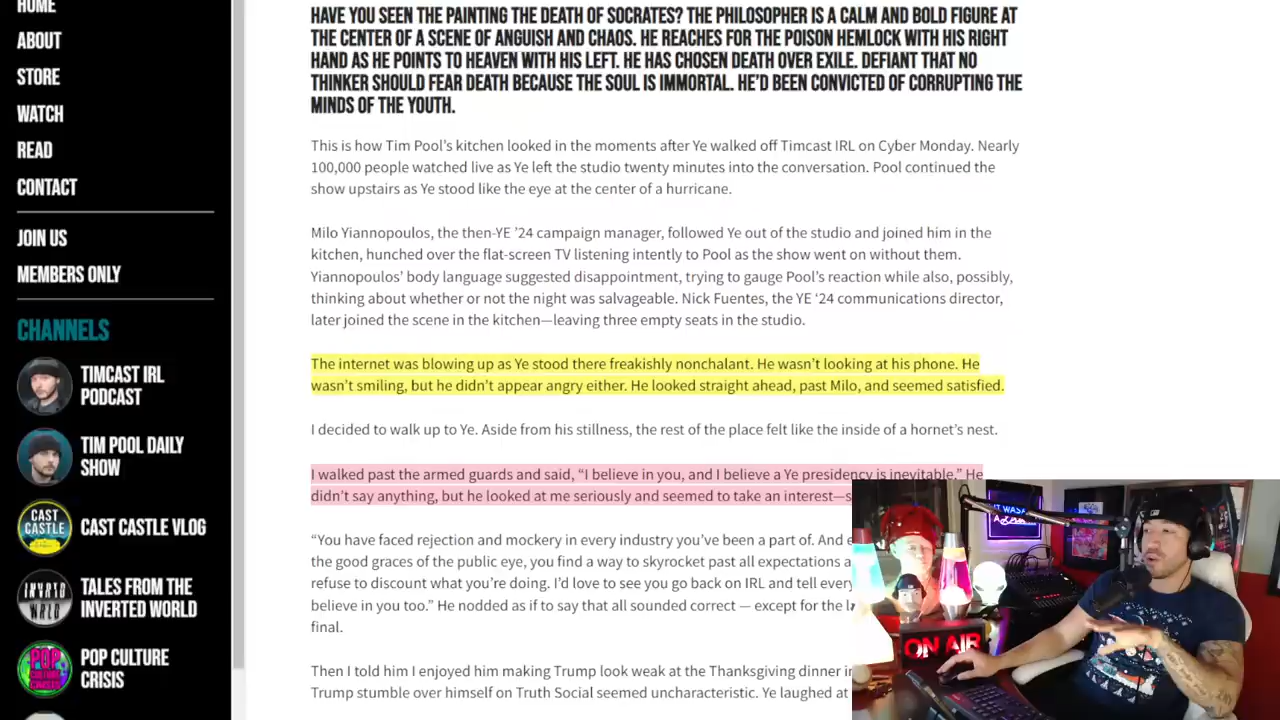 HOME
ABOUT
STORE
WATCH
READ
CONTACT
JOIN US
MEMBERS ONLY
CHANNELS
TIMCAST IRL
PODCAST
TIM POOL DAILY
SHOW
CAST CASTLE VLOG
TALES FROM THE
INVERTED WORLD
POP CULTURE
CRISIS
CAST
CASTLE
HAVE YOU SEEN THE PAINTING THE DEATH OF SOCRATES? THE PHILOSOPHER IS A CALM AND BOLD FIGURE AT
THE CENTER OF A SCENE OF ANGUISH AND CHAOS. HE REACHES FOR THE POISON HEMLOCK WITH HIS RIGHT
HAND AS HE POINTS TO HEAVEN WITH HIS LEFT. HE HAS CHOSEN DEATH OVER EXILE. DEFIANT THAT NO
THINKER SHOULD FEAR DEATH BECAUSE THE SOUL IS IMMORTAL. HE'D BEEN CONVICTED OF CORRUPTING THE
MINDS OF THE YOUTH.
This is how Tim Pool's kitchen looked in the moments after Ye walked off Timcast IRL on Cyber Monday. Nearly
100,000 people watched live as Ye left the studio twenty minutes into the conversation. Pool continued the
show upstairs as Ye stood like the eye at the center of a hurricane.
Milo Yiannopoulos, the then-YE '24 campaign manager, followed Ye out of the studio and joined him in the
kitchen, hunched over the flat-screen TV listening intently to Pool as the show went on without them.
Yiannopoulos' body language suggested disappointment, trying to gauge Pool's reaction while also, possibly,
thinking about whether or not the night was salvageable. Nick Fuentes, the YE '24 communications director,
later joined the scene in the kitchen—leaving three empty seats in the studio.
The internet was blowing up as Ye stood there freakishly nonchalant. He wasn't looking at his phone. He
wasn't smiling, but he didn't appear angry either. He looked straight ahead, past Milo, and seemed satisfied.
I decided to walk up to Ye. Aside from his stillness, the rest of the place felt like the inside of a hornet's nest.
I walked past the armed guards and said, “I believe in you, and I believe a Ye presidency is inevitable.” He
didn't say anything, but he looked at me seriously and seemed to take an interest—
“You have faced rejection and mockery in every industry you've been a part of. And
the good graces of the public eye, you find a way to skyrocket past all expectations
refuse to discount what you're doing. I'd love to see you go back on IRL and tell
believe in you too.” He nodded as if to say that all sounded correct — except for the
final.
Then I told him I enjoyed him making Trump look weak at the Thanksgiving dinner
Trump stumble over himself on Truth Social seemed uncharacteristic. Ye laughed at
IT WAS
ON AIR